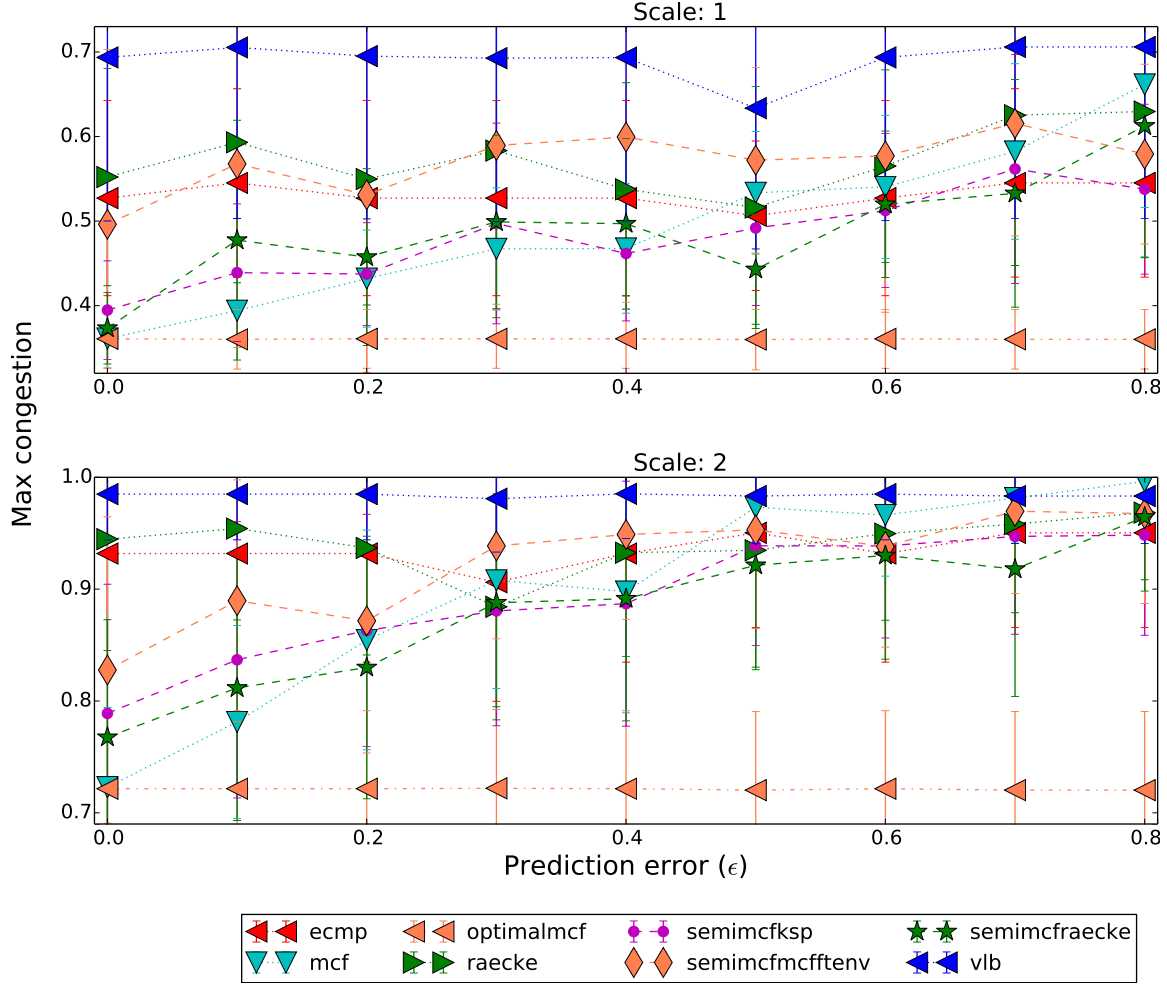 Scale: 1
0.7
0.6
0.5
0.4
0.0 0.2 0.4 0.6 0.8
Max congestion
Scale: 2
1.0
0.9
0.8
0.7
0.0 0.2 0.4 0.6 0.8
Prediction error (ϵ)
ecmp optimalmcf semimcfksp semimcfraecke
mcf raecke semimcfmcfftenv vlb